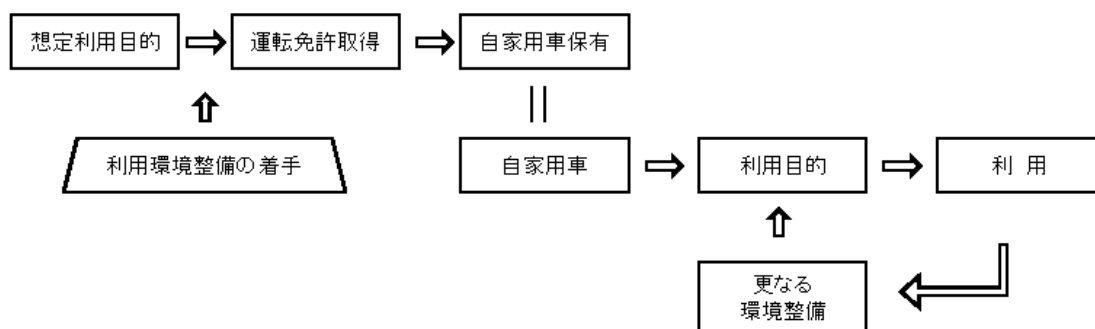 想定利用目的
運転免許取得
自家用車保有
利用環境整備の着手
自家用車
利用目的
利用
更なる
環境整備